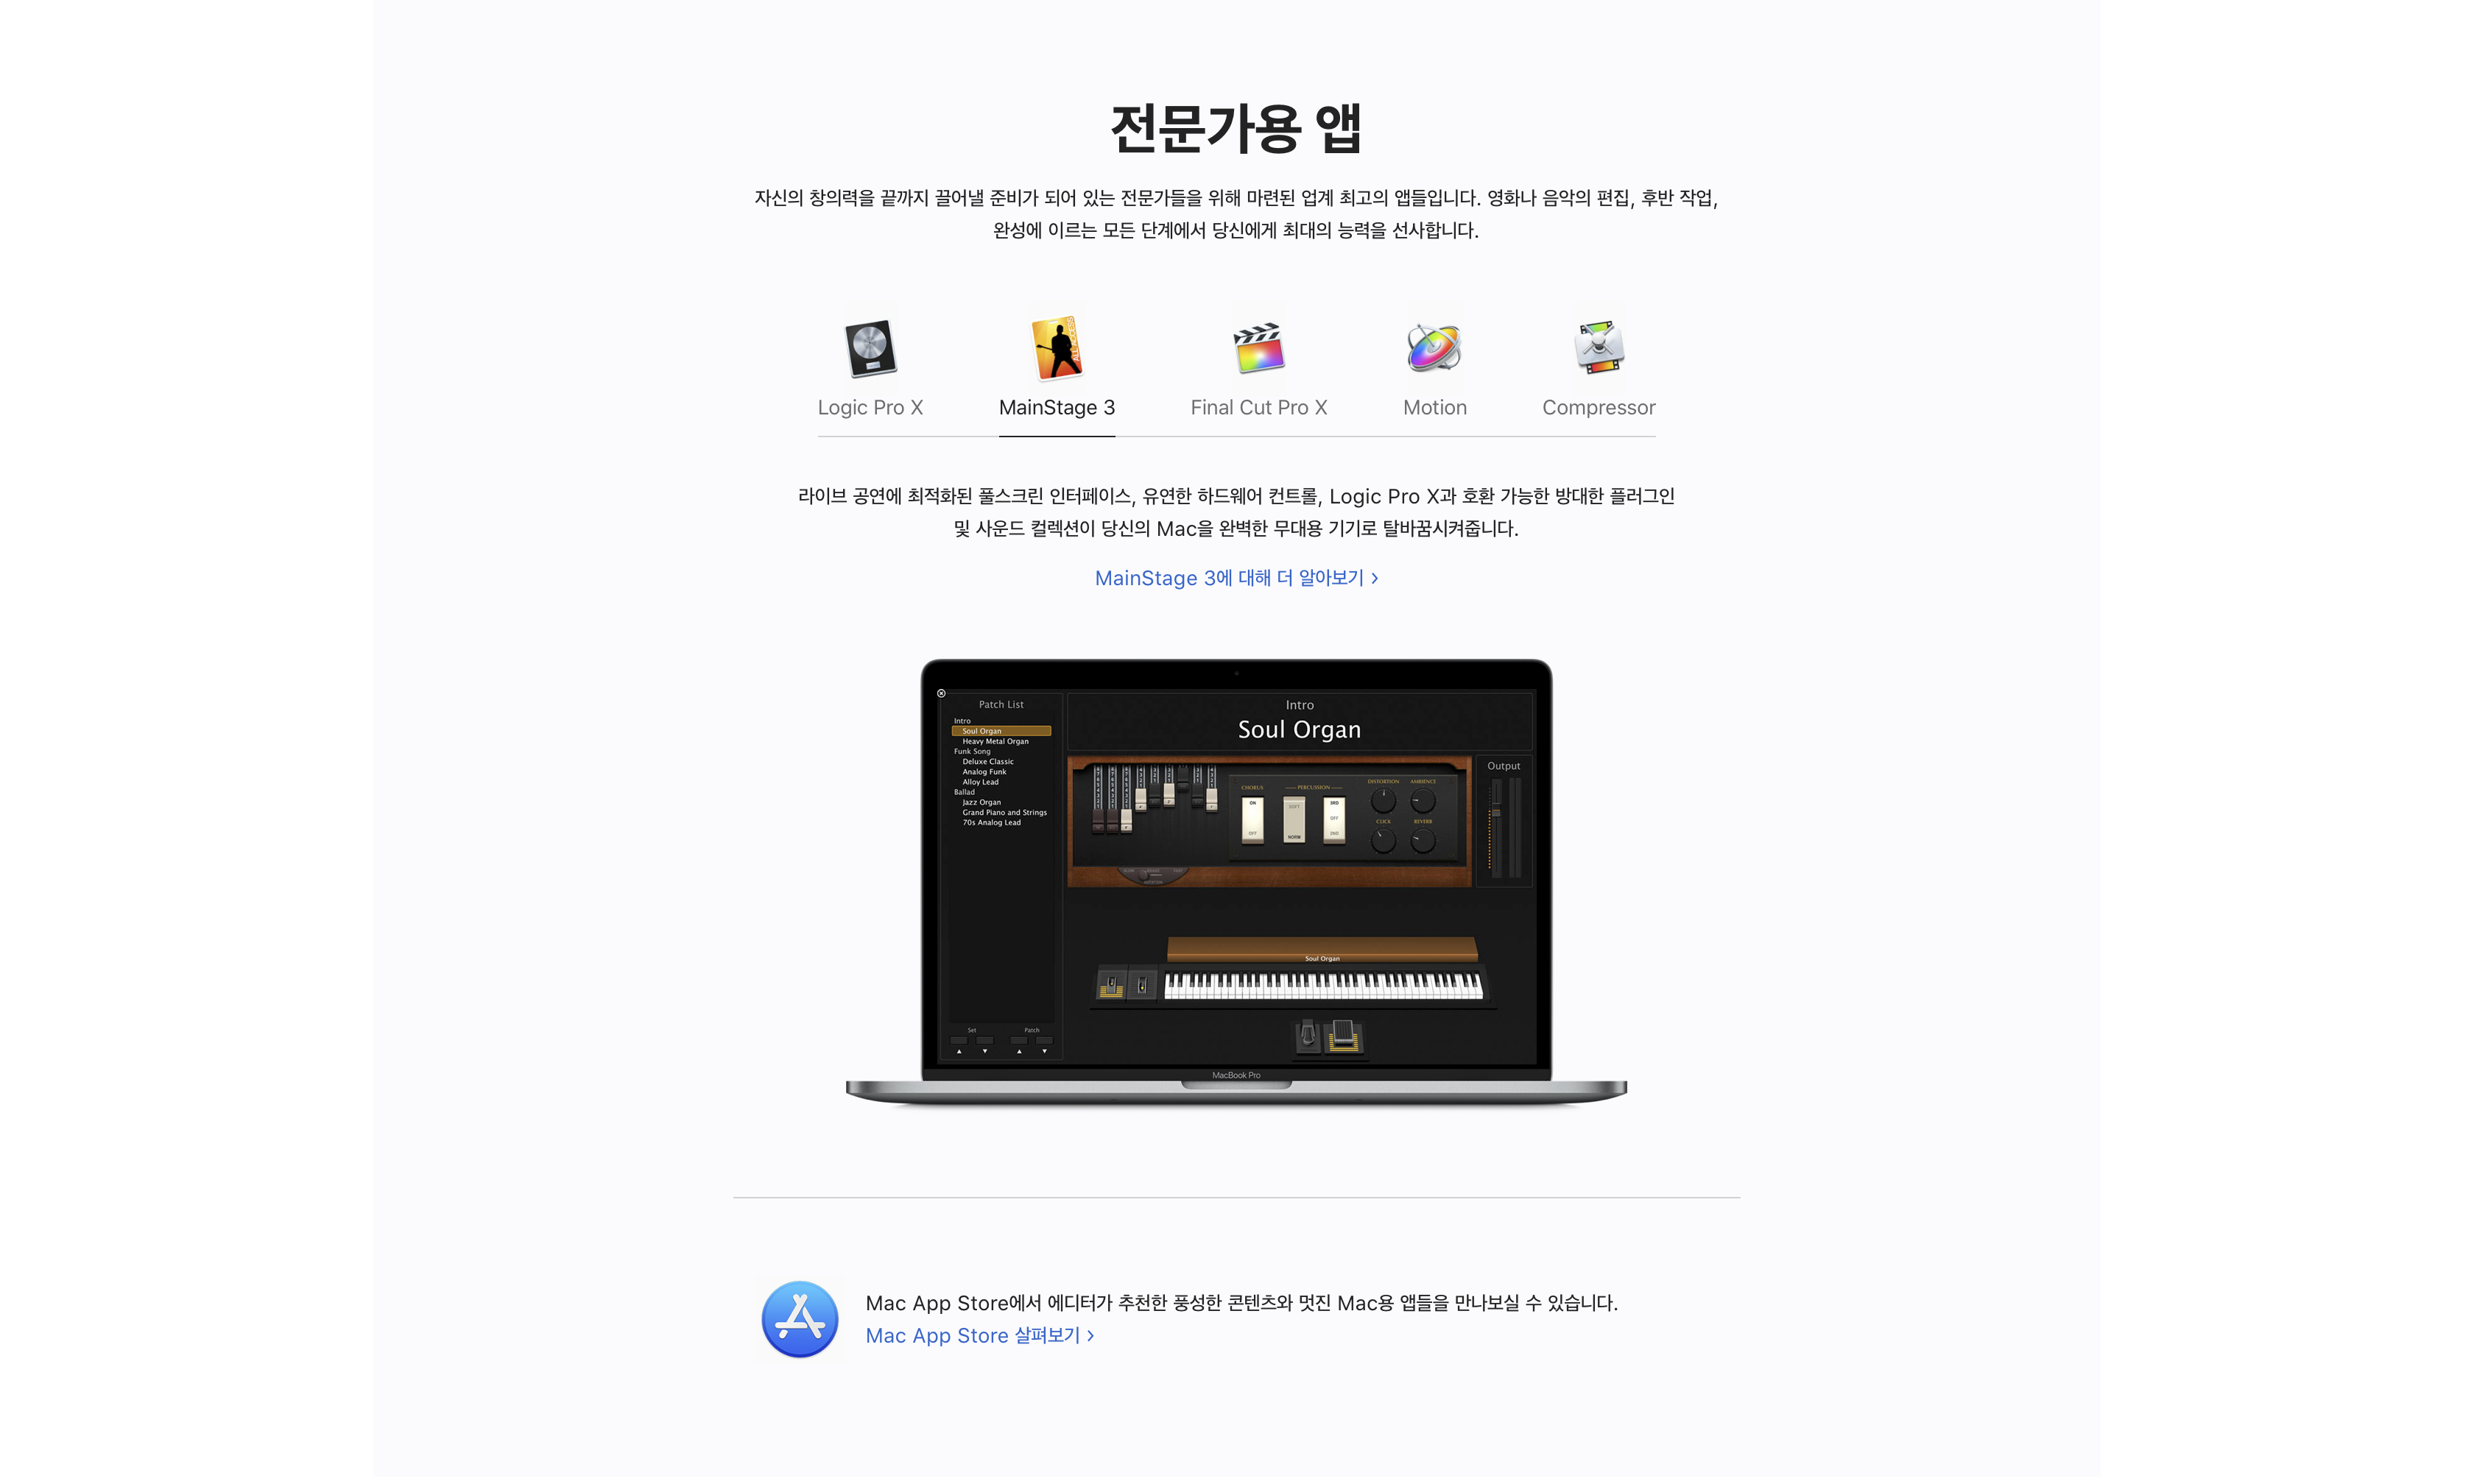 전문가용 앱
자신의 창의력을 끝까지 끌어낼 준비가 되어 있는 전문가들을 위해 마련된 업계 최고의 앱들입니다. 영화나 음악의 편집, 후반 작업,
완성에 이르는 모든 단계에서 당신에게 최대의 능력을 선사합니다.
Logic Pro X
MainStage 3
Final Cut Pro X
Motion
Compressor
라이브 공연에 최적화된 풀스크린 인터페이스, 유연한 하드웨어 컨트롤, Logic Pro X과 호환 가능한 방대한 플러그인
및 사운드 컬렉션이 당신의 Mac을 완벽한 무대용 기기로 탈바꿈시켜줍니다.
MainStage 3에 대해 더 알아보기 >
Patch List
Intro
Soul Organ
Heavy Metal Organ
Funk Song
Deluxe Classic
Analog Funk
Alloy Lead
Ballad
Jazz Organ
Grand Piano and Strings
70s Analog Lead
Set
Patch
Intro
Soul Organ
CHORUS
ON
OFF
PERCUSSION
SOFT
NORM
3RD
OFF
2ND
DISTORTION
AMBIENCE
CLICK
REVERB
Output
Soul Organ
MacBook Pro
Mac App Store에서 에디터가 추천한 풍성한 콘텐츠와 멋진 Mac용 앱들을 만나보실 수 있습니다.
Mac App Store 살펴보기 >